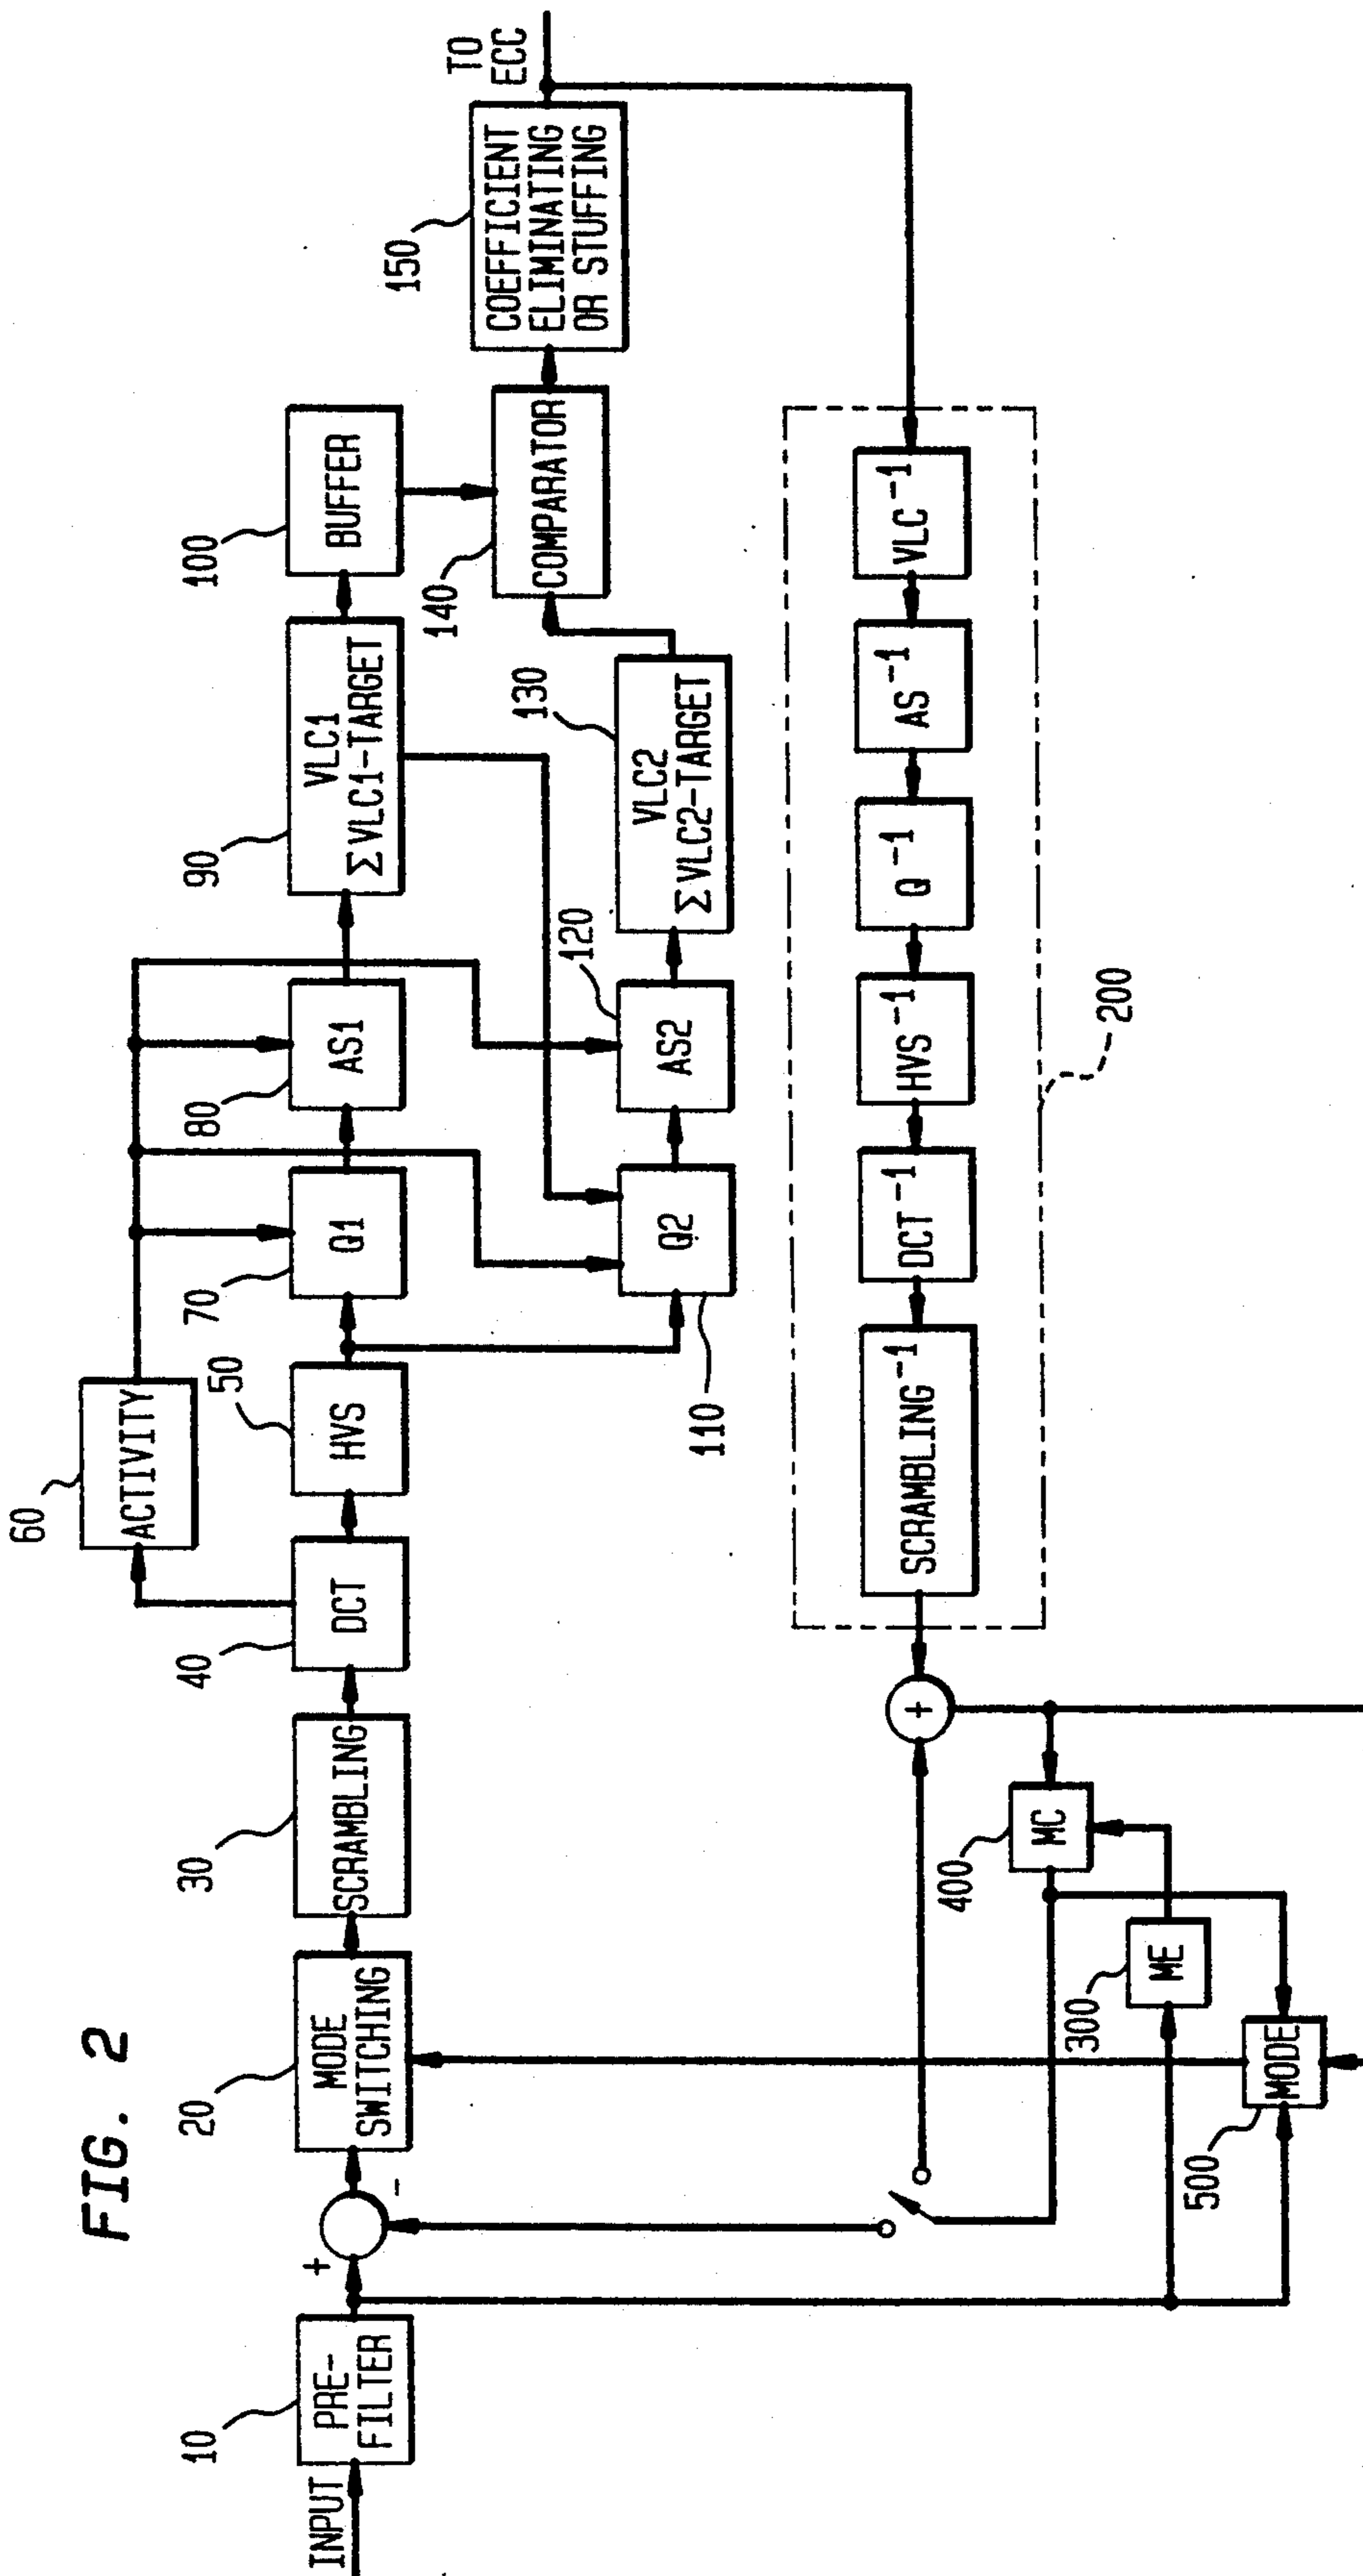 FIG. 2
INPUT
10
PRE-
FILTER
+
-
20
MODE
SWITCHING
30
SCRAMBLING
40
DCT
60
ACTIVITY
50
HVS
70
Q1
80
AS1
90
VLC1
ΣVLC1-TARGET
100
BUFFER
110
Q2
120
AS2
130
VLC2
ΣVLC2-TARGET
140
COMPARATOR
150
COEFFICIENT
ELIMINATING
OR STUFFING
TO
ECC
VLC⁻¹
AS⁻¹
Q⁻¹
HVS⁻¹
DCT⁻¹
SCRAMBLING⁻¹
200
+
400
MC
300
ME
500
MODE